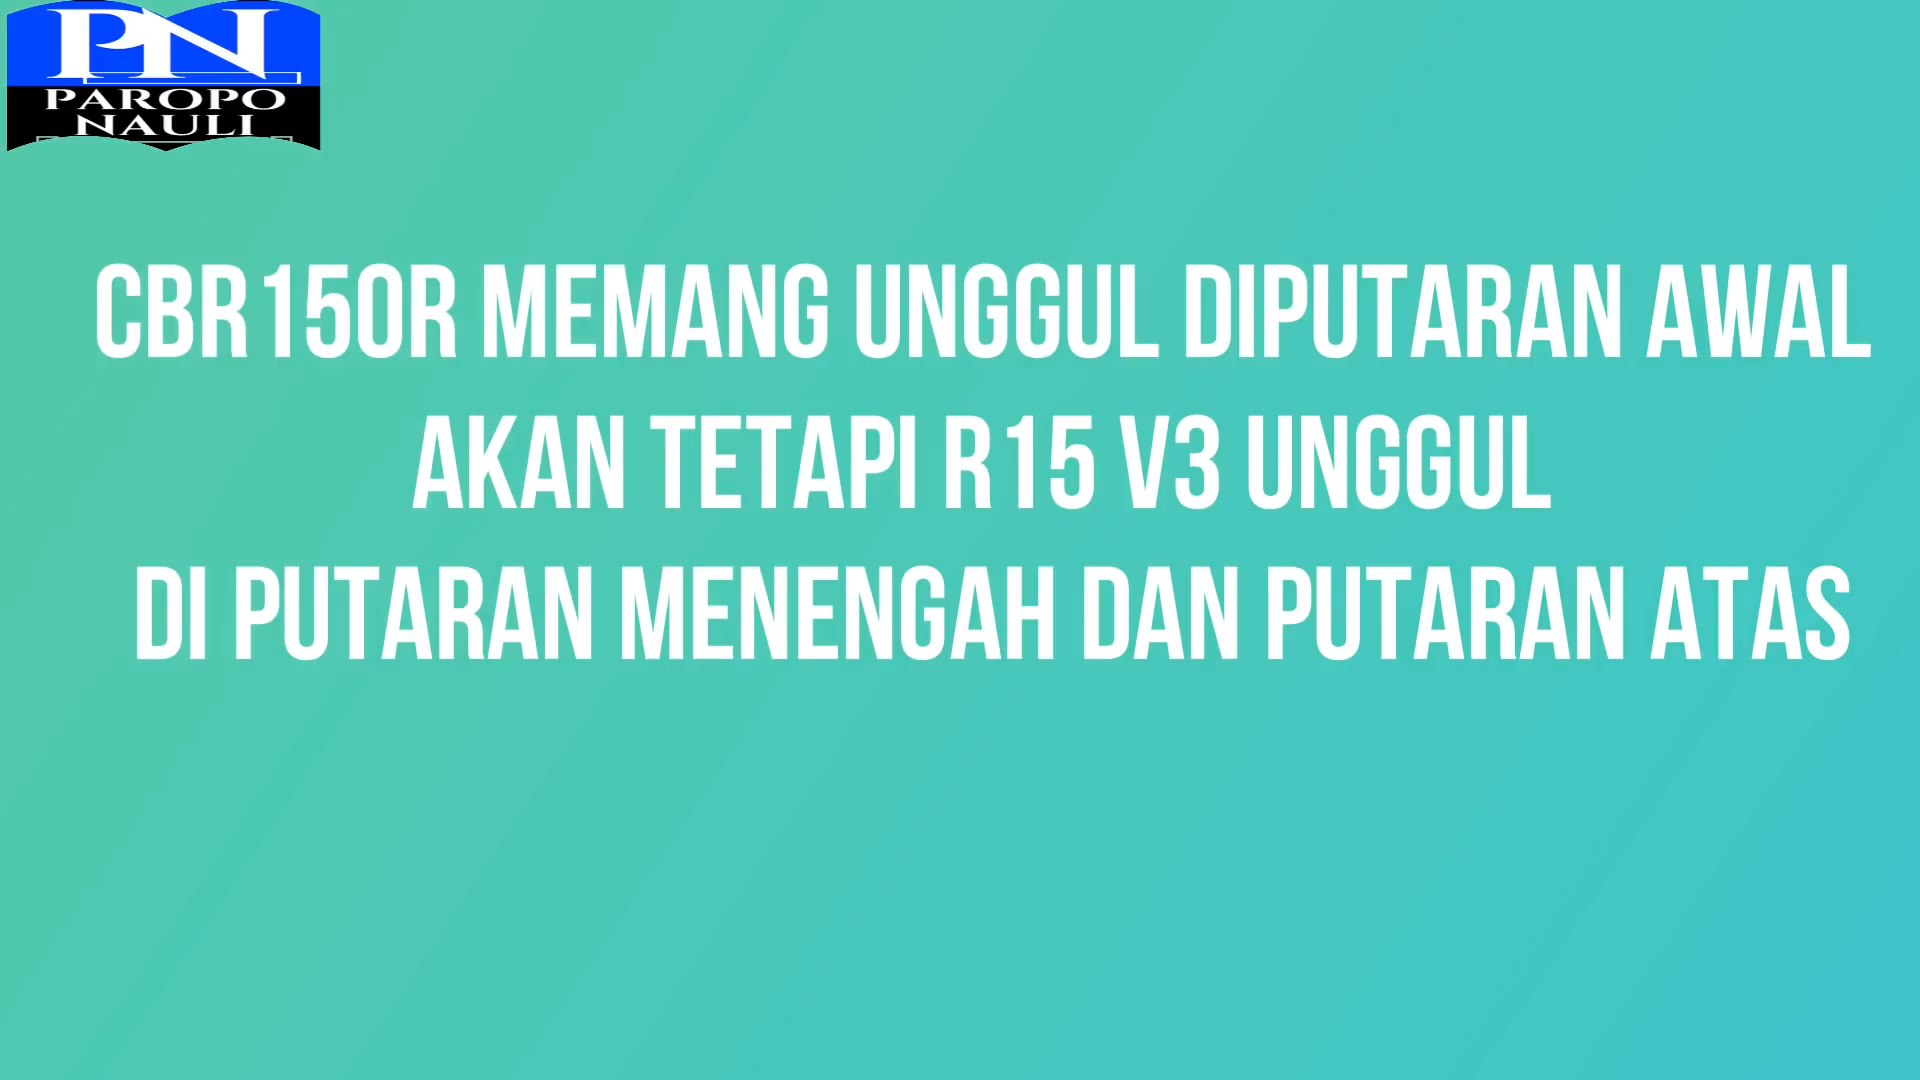 PN
PAROPO
NAULI
CBR150R MEMANG UNGGUL DIPUTARAN AWAL
AKAN TETAPI R15 V3 UNGGUL
DI PUTARAN MENENGAH DAN PUTARAN ATAS